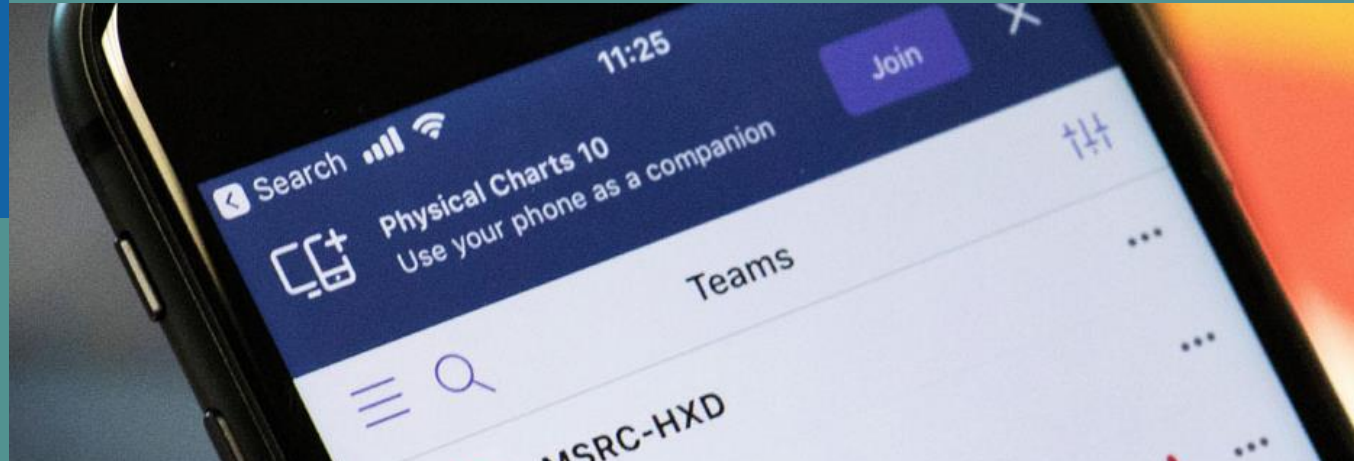 Search 11:25
Physical Charts 10
Use your phone as a companion
Join
Teams
MSRC-HXD